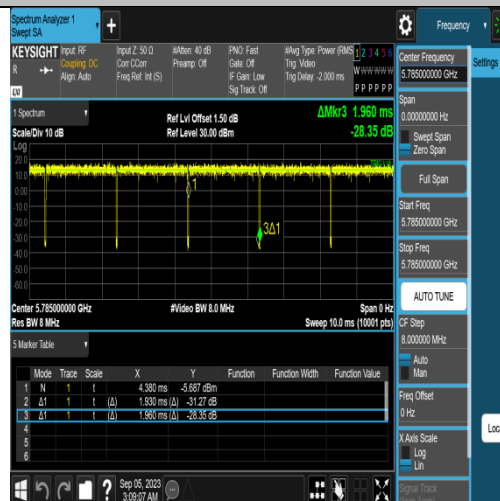 Spectrum Analyzer 1
Swept SA
+
Frequency
KEYSIGHT
Input: RF
Coupling: DC
Align: Auto
Input Z: 50 Ω
Corr CCorr
Freq Ref: Int (S)
#Atten: 40 dB
Preamp: Off
PNO: Fast
Gate: Off
IF Gain: Low
Sig Track: Off
#Avg Type: Power (RMS
Trig: Video
Trig Delay: -2.000 ms
1 2 3 4 5 6
W W W W W W
P P P P P P
R
LXI
Center Frequency
5.785000000 GHz
Settings
Span
0.00000000 Hz
Swept Span
Zero Span
Full Span
Start Freq
5.785000000 GHz
Stop Freq
5.785000000 GHz
AUTO TUNE
CF Step
8.000000 MHz
Auto
Man
Freq Offset
0 Hz
X Axis Scale
Log
Lin
Signal Track
Local
1 Spectrum
Scale/Div 10 dB
Ref Lvl Offset 1.50 dB
Ref Level 30.00 dBm
ΔMkr3 1.960 ms
-28.35 dB
Log
20.0
10.0
0.00
-10.0
-20.0
-30.0
-40.0
-50.0
-60.0
1
3Δ1
Center 5.785000000 GHz
Res BW 8 MHz
#Video BW 8.0 MHz
Span 0 Hz
Sweep 10.0 ms (10001 pts)
5 Marker Table
Mode Trace Scale X Y Function Function Width Function Value
1 N 1 t 4.380 ms -5.687 dBm
2 Δ1 1 t (Δ) 1.930 ms (Δ) -31.27 dB
3 Δ1 1 t (Δ) 1.960 ms (Δ) -28.35 dB
4
5
6
?
Sep 05, 2023
3:09:07 AM